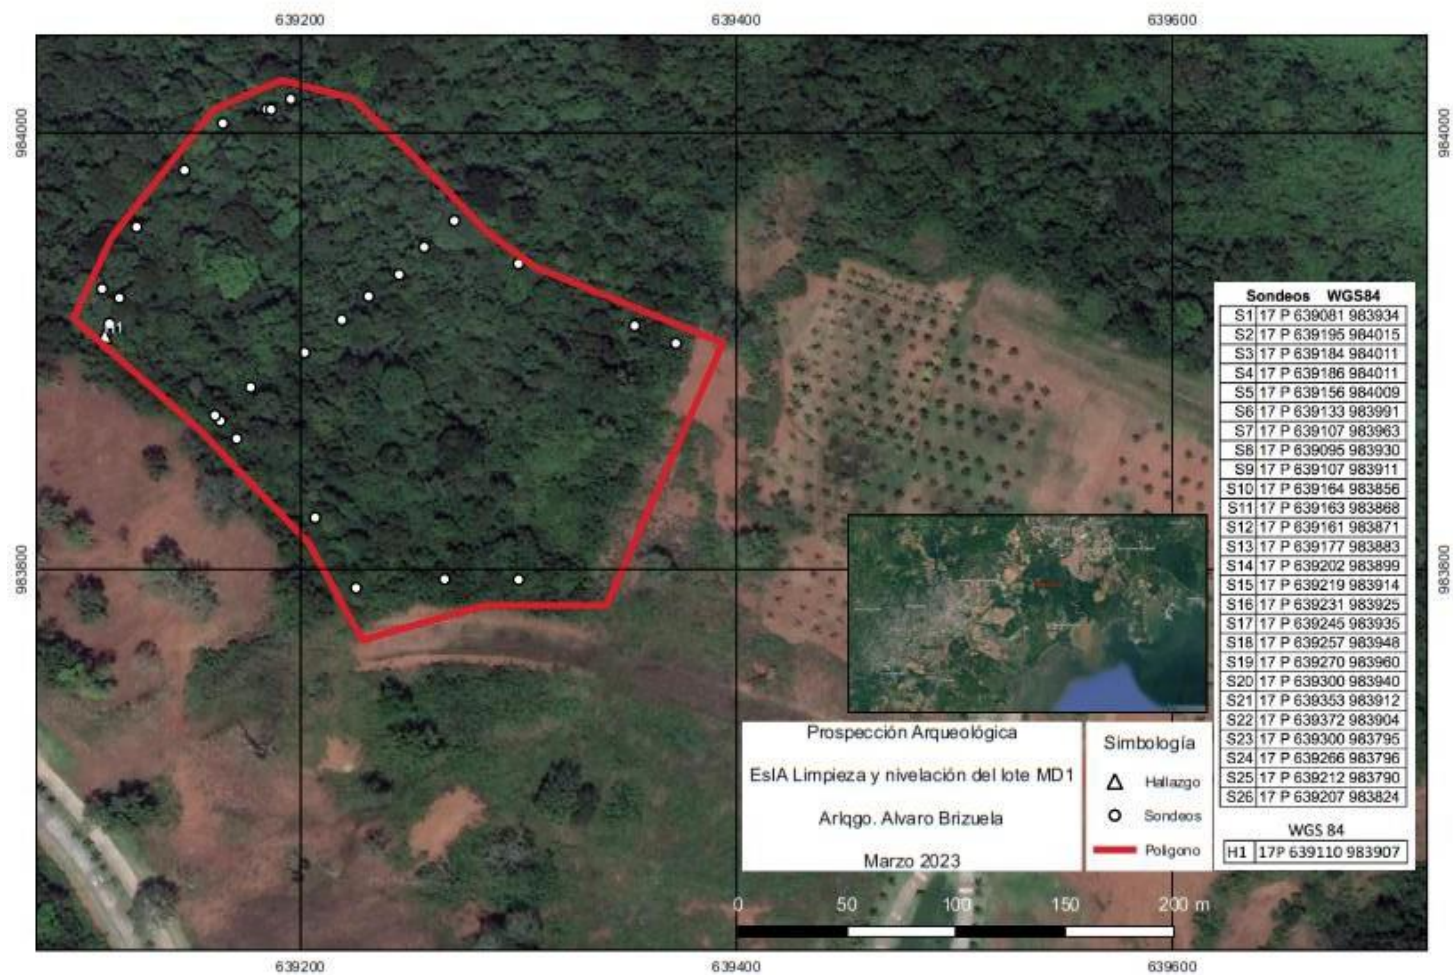 639200
639400
639600
984000
984000
H1
983800
983800
Sondeos WGS84
S1 17 P 639081 983934
S2 17 P 639195 984015
S3 17 P 639184 984011
S4 17 P 639186 984011
S5 17 P 639156 984009
S6 17 P 639133 983991
S7 17 P 639107 983963
S8 17 P 639095 983930
S9 17 P 639107 983911
S10 17 P 639164 983856
S11 17 P 639163 983868
S12 17 P 639161 983871
S13 17 P 639177 983883
S14 17 P 639202 983899
S15 17 P 639219 983914
S16 17 P 639231 983925
S17 17 P 639245 983935
S18 17 P 639257 983948
S19 17 P 639270 983960
S20 17 P 639300 983940
S21 17 P 639353 983912
S22 17 P 639372 983904
S23 17 P 639300 983795
S24 17 P 639266 983796
S25 17 P 639212 983790
S26 17 P 639207 983824
WGS 84
H1 17P 639110 983907
Prospección Arqueológica
EsIA Limpieza y nivelación del lote MD1
Arlqgo. Alvaro Brizuela
Marzo 2023
Simbología
Hallazgo
Sondeos
Poligono
0 50 100 150 200 m
639200
639400
639600